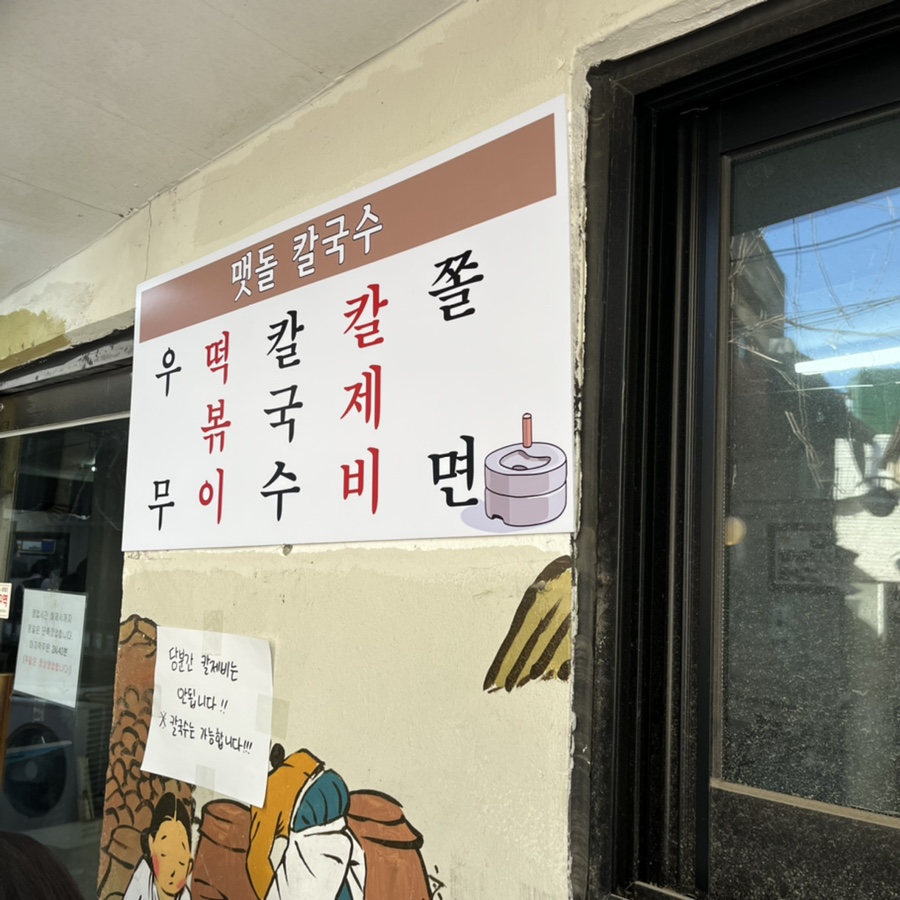 맷돌 칼국수
우무
떡볶이
칼국수
칼제비
쫄면
당분간 칼제비는
안됩니다!!
※ 칼국수는 가능합니다!!!